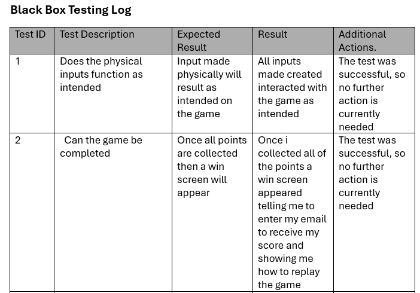 Black Box Testing Log
Test ID
Test Description
Expected
Result
Result
Additional
Actions.
1
Does the physical
inputs function as
intended
Input made
physically will
result as
intended on
the game
All inputs
made created
interacted with
the game as
intended
The test was
successful, so
no further
action is
currently
needed
2
Can the game be
completed
Once all points
are collected
then a win
screen will
appear
Once i
collected all of
the points a
win screen
appeared
telling me to
enter my email
to receive my
score and
showing me
how to replay
the game
The test was
successful, so
no further
action is
currently
needed